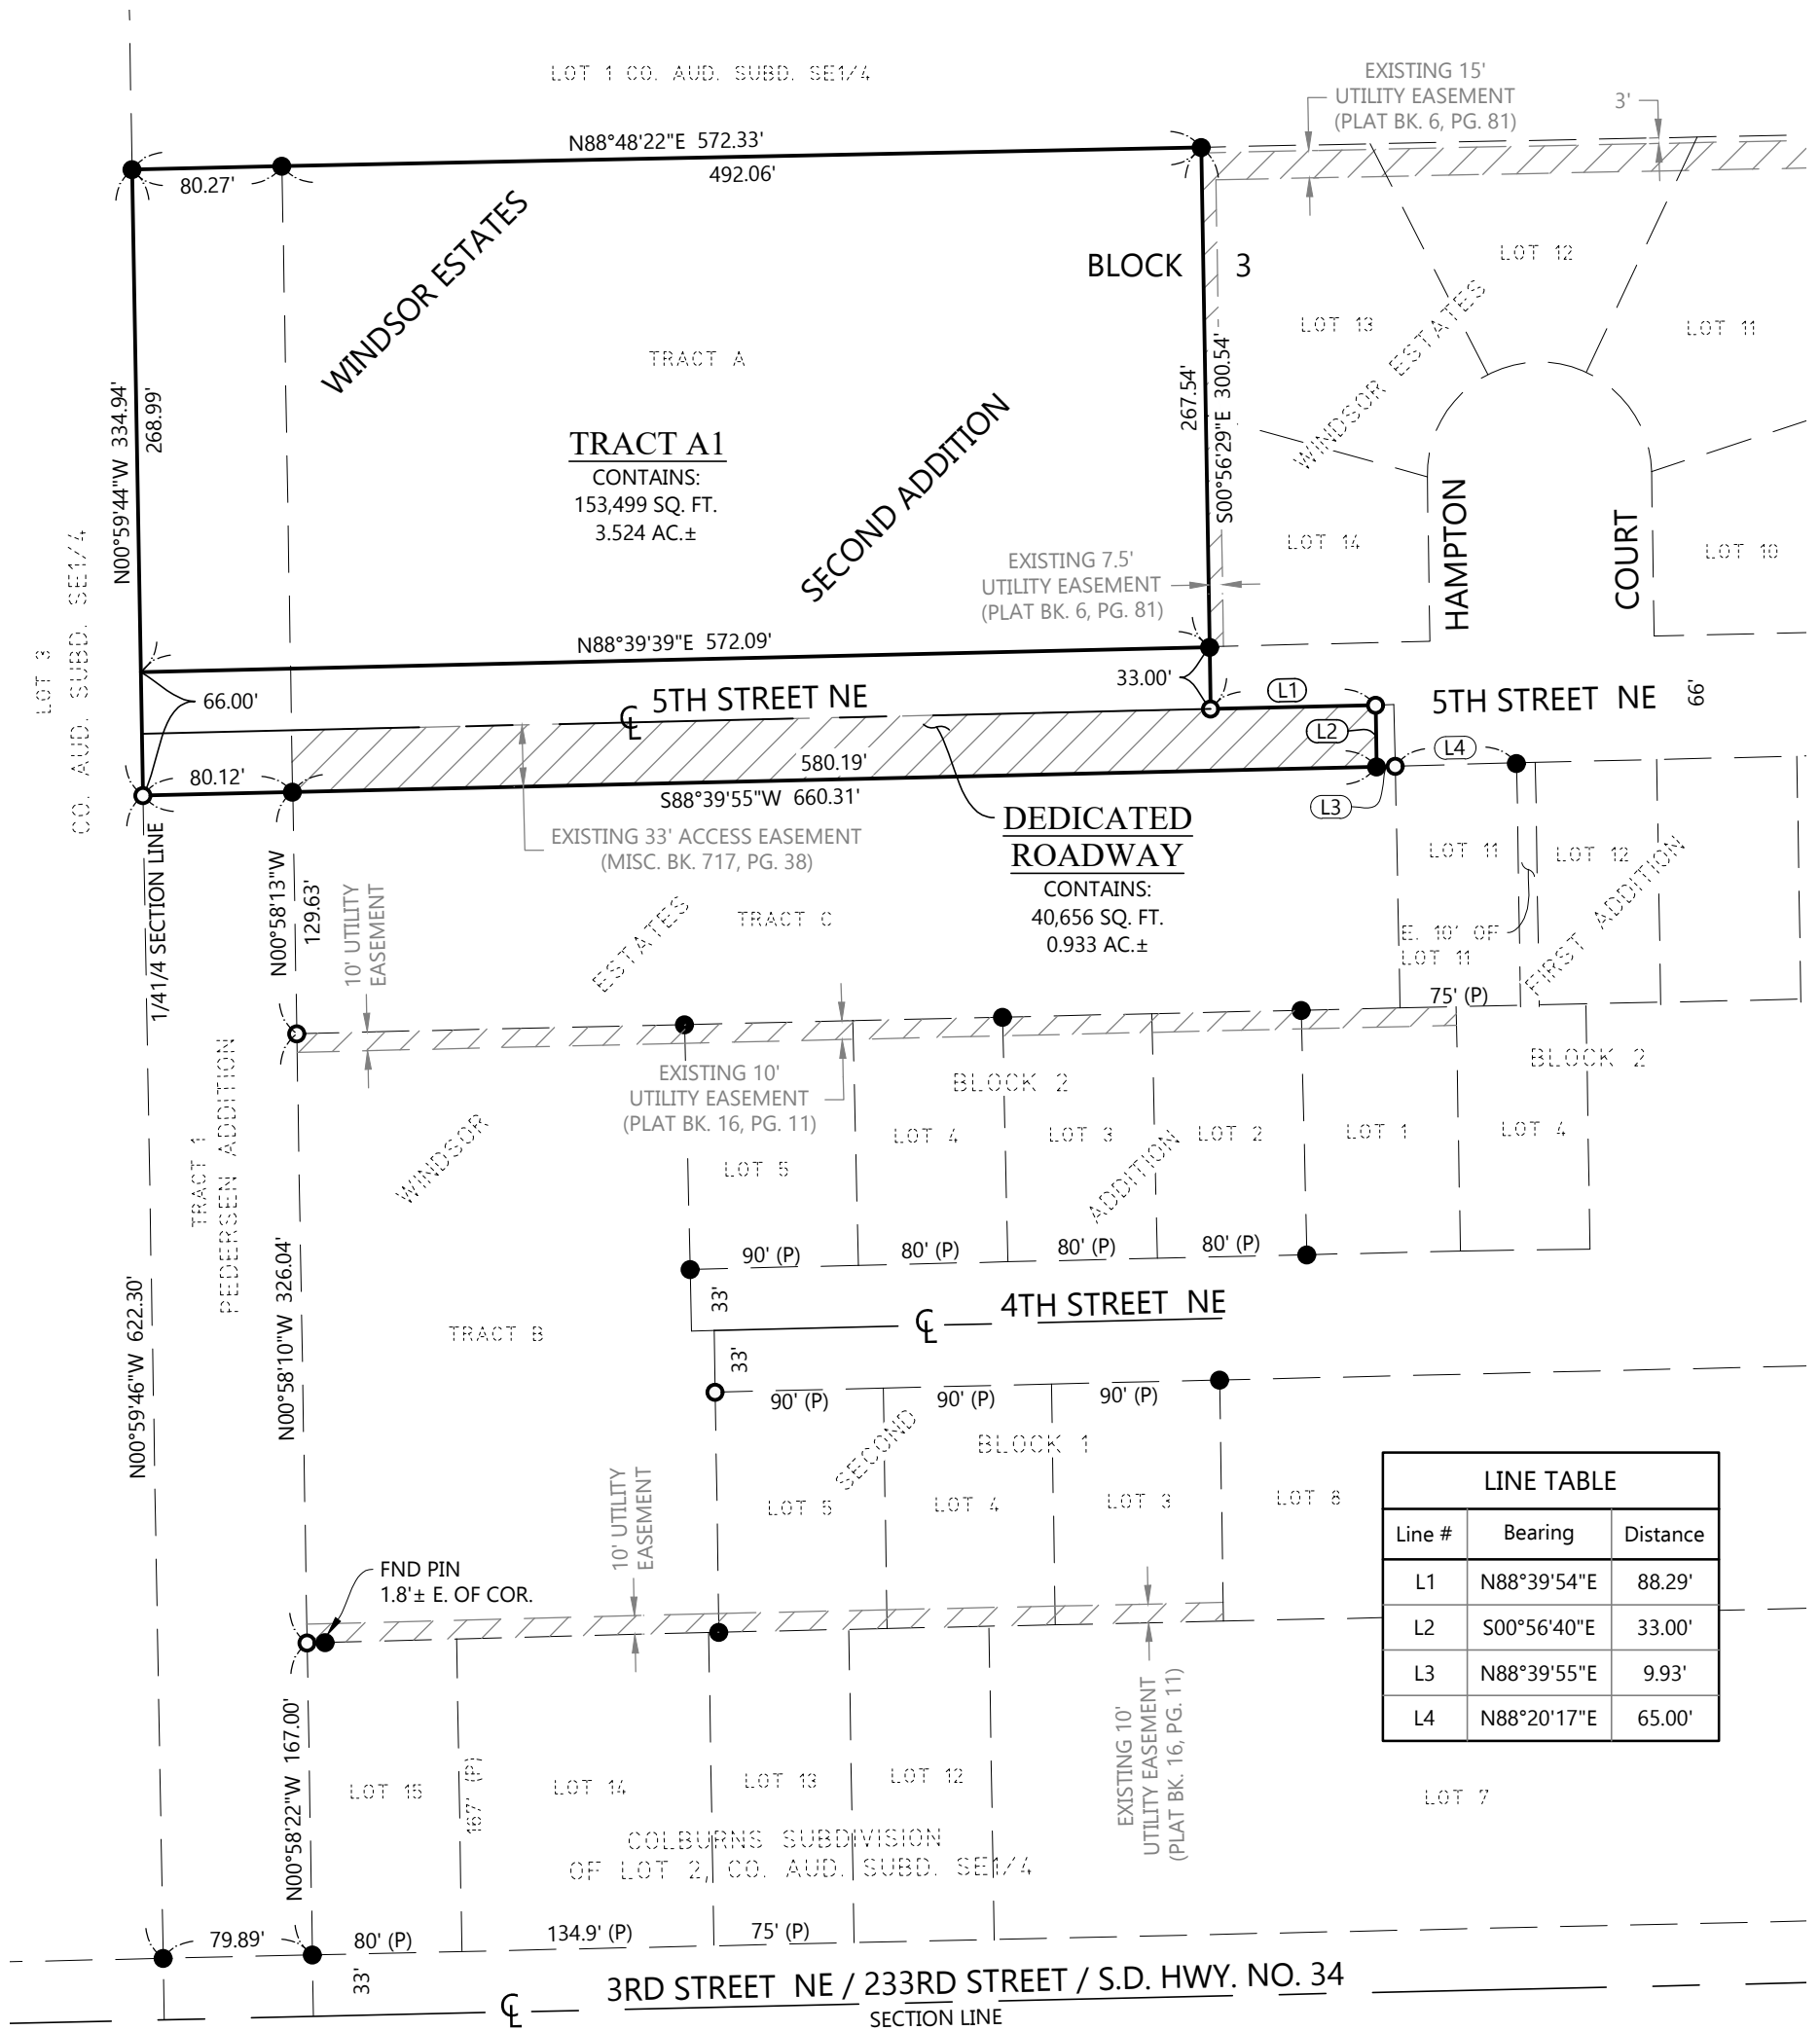 LOT 1 CO. AUD. SUBD. SE1/4
EXISTING 15'
UTILITY EASEMENT
(PLAT BK. 6, PG. 81)
3'
N88°48'22"E 572.33'
80.27'
492.06'
WINDSOR ESTATES
BLOCK 3
LOT 12
LOT 13
LOT 11
WINDSOR ESTATES
TRACT A
N00°59'44"W 334.94'
268.99'
267.54'
S00°56'29"E 300.54'
TRACT A1
CONTAINS:
153,499 SQ. FT.
3.524 AC.±
SECOND ADDITION
HAMPTON
COURT
LOT 14
LOT 10
EXISTING 7.5'
UTILITY EASEMENT
(PLAT BK. 6, PG. 81)
LOT 3
CO. AUD. SUBD. SE1/4
N88°39'39"E 572.09'
66.00'
33.00'
5TH STREET NE
L1
5TH STREET NE
66'
L2
L4
L3
80.12'
580.19'
S88°39'55"W 660.31'
EXISTING 33' ACCESS EASEMENT
(MISC. BK. 717, PG. 38)
DEDICATED
ROADWAY
CONTAINS:
40,656 SQ. FT.
0.933 AC.±
1/41/4 SECTION LINE
N00°58'13"W
129.63'
10' UTILITY
EASEMENT
ESTATES
TRACT C
LOT 11
LOT 12
E. 10' OF
LOT 11
FIRST ADDITION
75' (P)
EXISTING 10'
UTILITY EASEMENT
(PLAT BK. 16, PG. 11)
BLOCK 2
BLOCK 2
TRACT 1
PEDERSEN ADDITION
WINDSOR
LOT 5
LOT 4
LOT 3
LOT 2
LOT 1
LOT 4
ADDITION
90' (P)
80' (P)
80' (P)
80' (P)
33'
4TH STREET NE
33'
N00°59'46"W 622.30'
N00°58'10"W 326.04'
TRACT B
90' (P)
90' (P)
90' (P)
SECOND
BLOCK 1
LOT 5
LOT 4
LOT 3
LOT 8
10' UTILITY
EASEMENT
FND PIN
1.8'± E. OF COR.
LINE TABLE
Line # Bearing Distance
L1 N88°39'54"E 88.29'
L2 S00°56'40"E 33.00'
L3 N88°39'55"E 9.93'
L4 N88°20'17"E 65.00'
EXISTING 10'
UTILITY EASEMENT
(PLAT BK. 16, PG. 11)
N00°58'22"W 167.00'
167' (P)
LOT 15
LOT 14
LOT 13
LOT 12
LOT 7
COLBURNS SUBDIVISION
OF LOT 2, CO. AUD. SUBD. SE1/4
79.89'
80' (P)
134.9' (P)
75' (P)
33'
3RD STREET NE / 233RD STREET / S.D. HWY. NO. 34
SECTION LINE